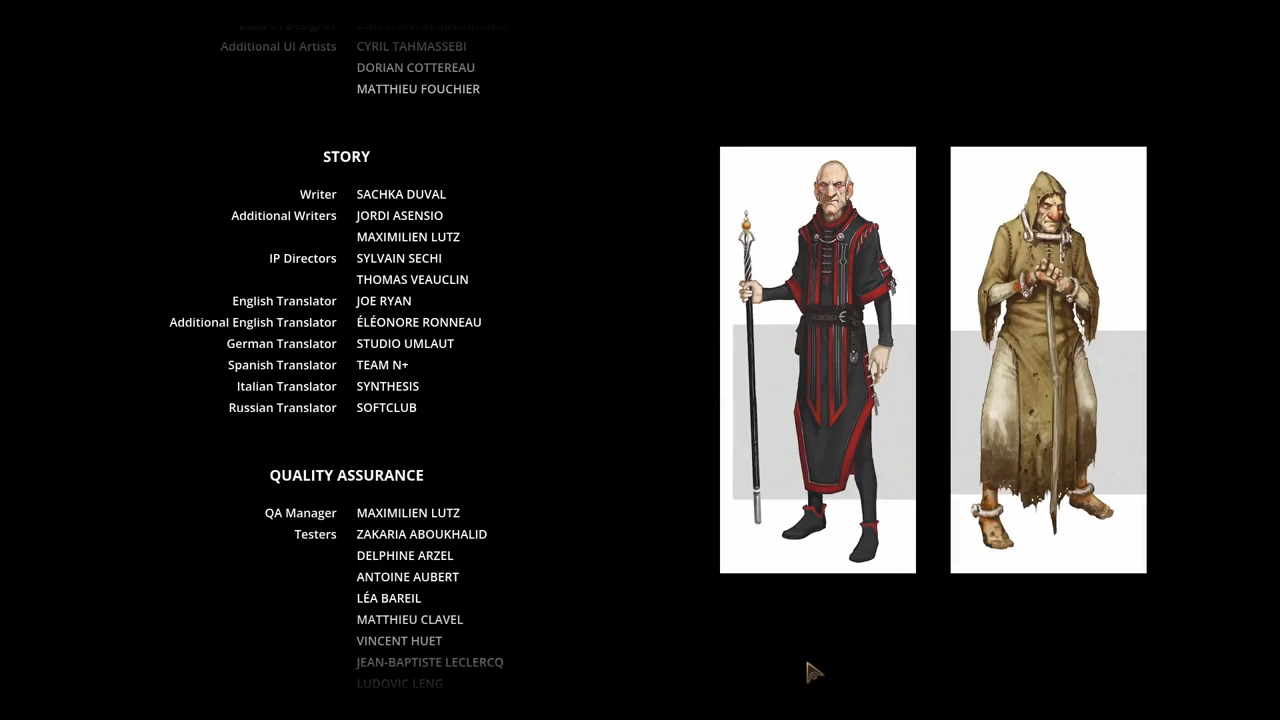 Additional UI Artists CYRIL TAHMASSEBI
DORIAN COTTEREAU
MATTHIEU FOUCHIER
STORY
Writer SACHKA DUVAL
Additional Writers JORDI ASENSIO
MAXIMILIEN LUTZ
IP Directors SYLVAIN SECHI
THOMAS VEAUCLIN
English Translator JOE RYAN
Additional English Translator ÉLÉONORE RONNEAU
German Translator STUDIO UMLAUT
Spanish Translator TEAM N+
Italian Translator SYNTHESIS
Russian Translator SOFTCLUB
QUALITY ASSURANCE
QA Manager MAXIMILIEN LUTZ
Testers ZAKARIA ABOUKHALID
DELPHINE ARZEL
ANTOINE AUBERT
LÉA BAREIL
MATTHIEU CLAVEL
VINCENT HUET
JEAN-BAPTISTE LECLERCQ
LUDOVIC LENG